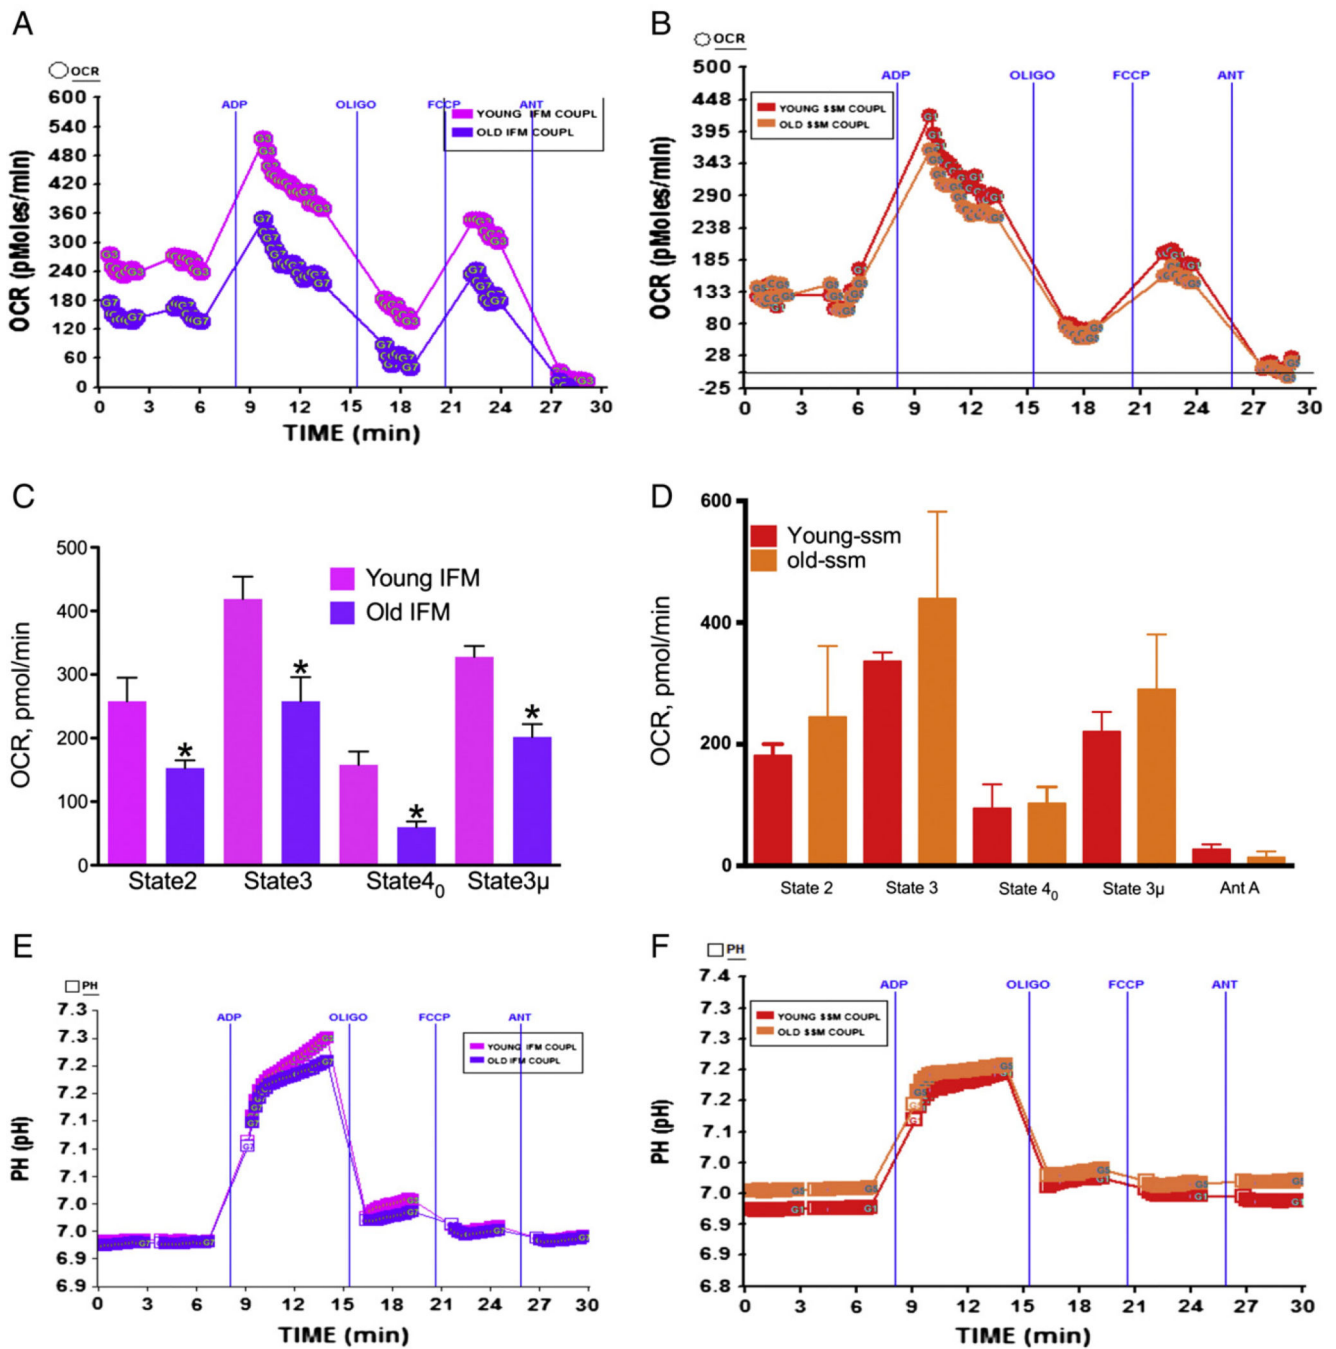 A
OCR
600
540
480
420
360
300
240
180
120
60
0
OCR (pMoles/min)
ADP
OLIGO
FCCP
ANT
YOUNG IFM COUPL
OLD IFM COUPL
0 3 6 9 12 15 18 21 24 27 30
TIME (min)
B
OCR
500
448
395
343
290
238
185
133
80
28
-25
OCR (pMoles/min)
ADP
OLIGO
FCCP
ANT
YOUNG SSM COUPL
OLD SSM COUPL
0 3 6 9 12 15 18 21 24 27 30
TIME (min)
C
500
400
300
200
100
0
OCR, pmol/min
Young IFM
Old IFM
*
*
*
*
State2 State3 State4₀ State3μ
D
600
400
200
0
OCR, pmol/min
Young-ssm
old-ssm
State 2 State 3 State 4₀ State 3μ Ant A
E
PH
7.3
7.3
7.2
7.2
7.1
7.1
7.1
7.0
7.0
6.9
6.9
PH (pH)
ADP
OLIGO
FCCP
ANT
YOUNG IFM COUPL
OLD IFM COUPL
0 3 6 9 12 15 18 21 24 27 30
TIME (min)
F
PH
7.4
7.3
7.3
7.2
7.2
7.1
7.0
7.0
6.9
6.9
6.8
PH (pH)
ADP
OLIGO
FCCP
ANT
YOUNG SSM COUPL
OLD SSM COUPL
0 3 6 9 12 15 18 21 24 27 30
TIME (min)